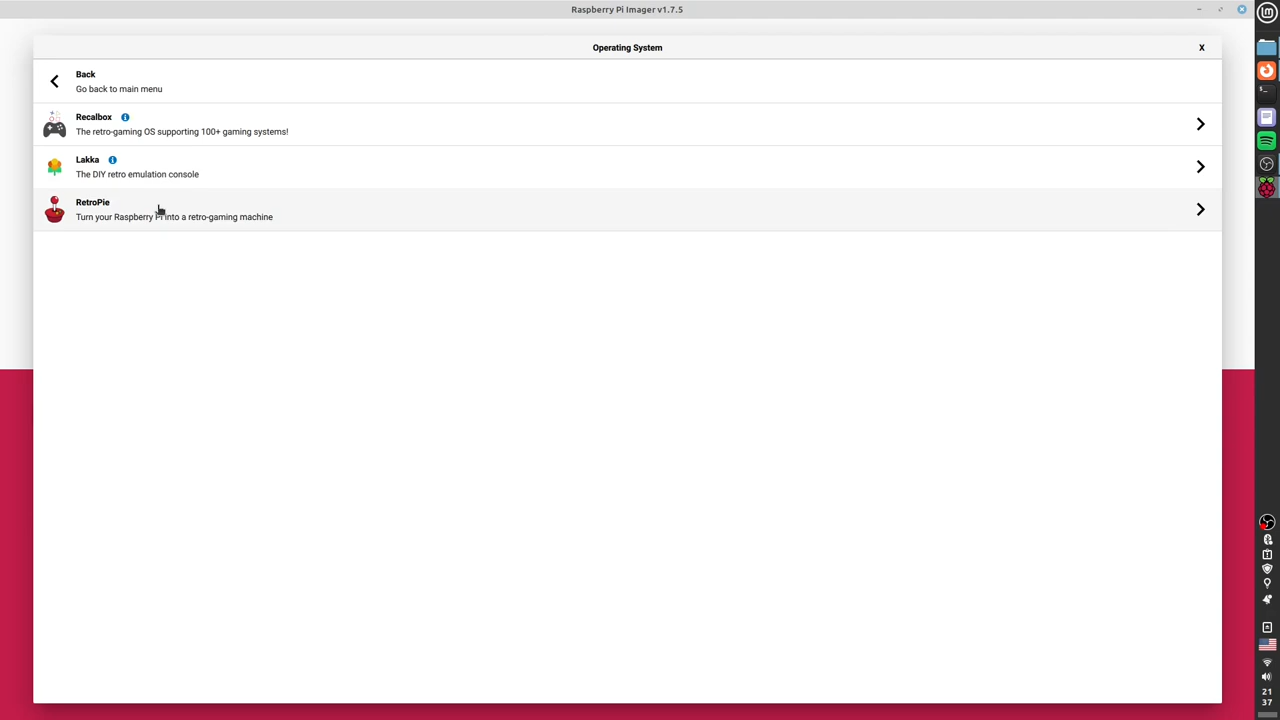 Raspberry Pi Imager v1.7.5
Operating System
X
Back
Go back to main menu
Recalbox
The retro-gaming OS supporting 100+ gaming systems!
Lakka
The DIY retro emulation console
RetroPie
Turn your Raspberry Pi into a retro-gaming machine
21
37